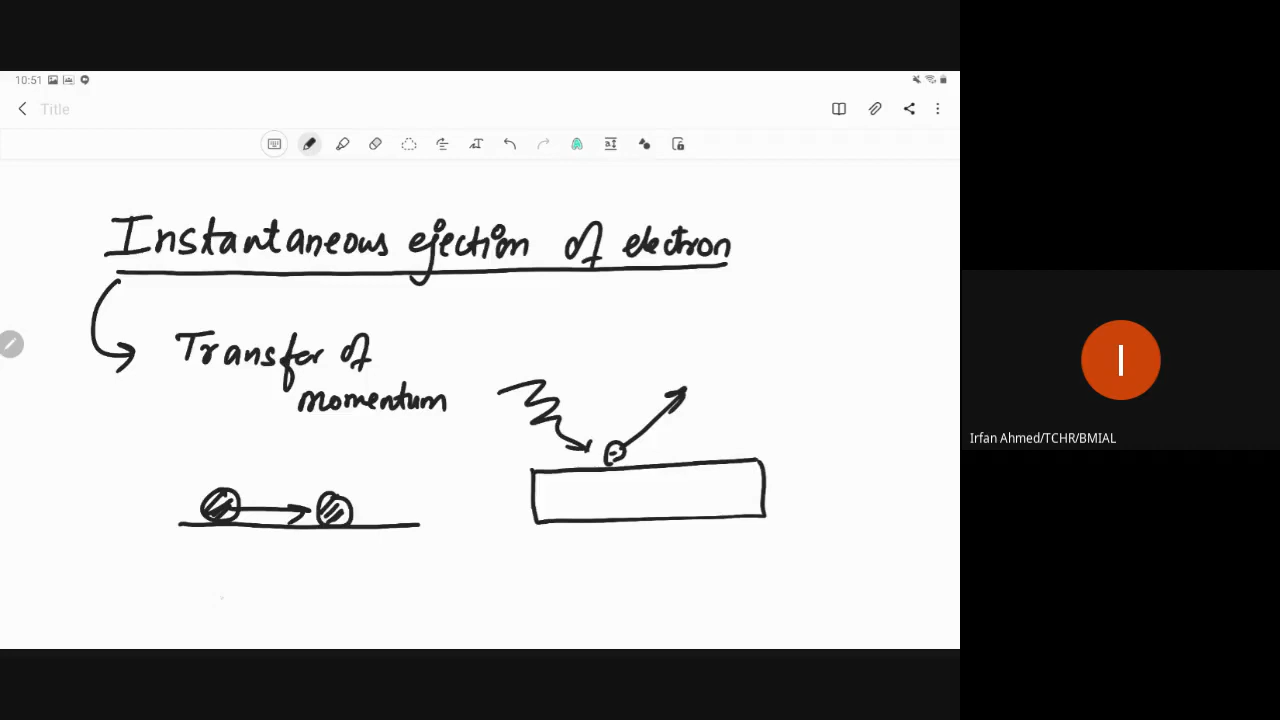 10:51
Title
Instantaneous ejection of electron
Transfer of
momentum
I
Irfan Ahmed/TCHR/BMIAL